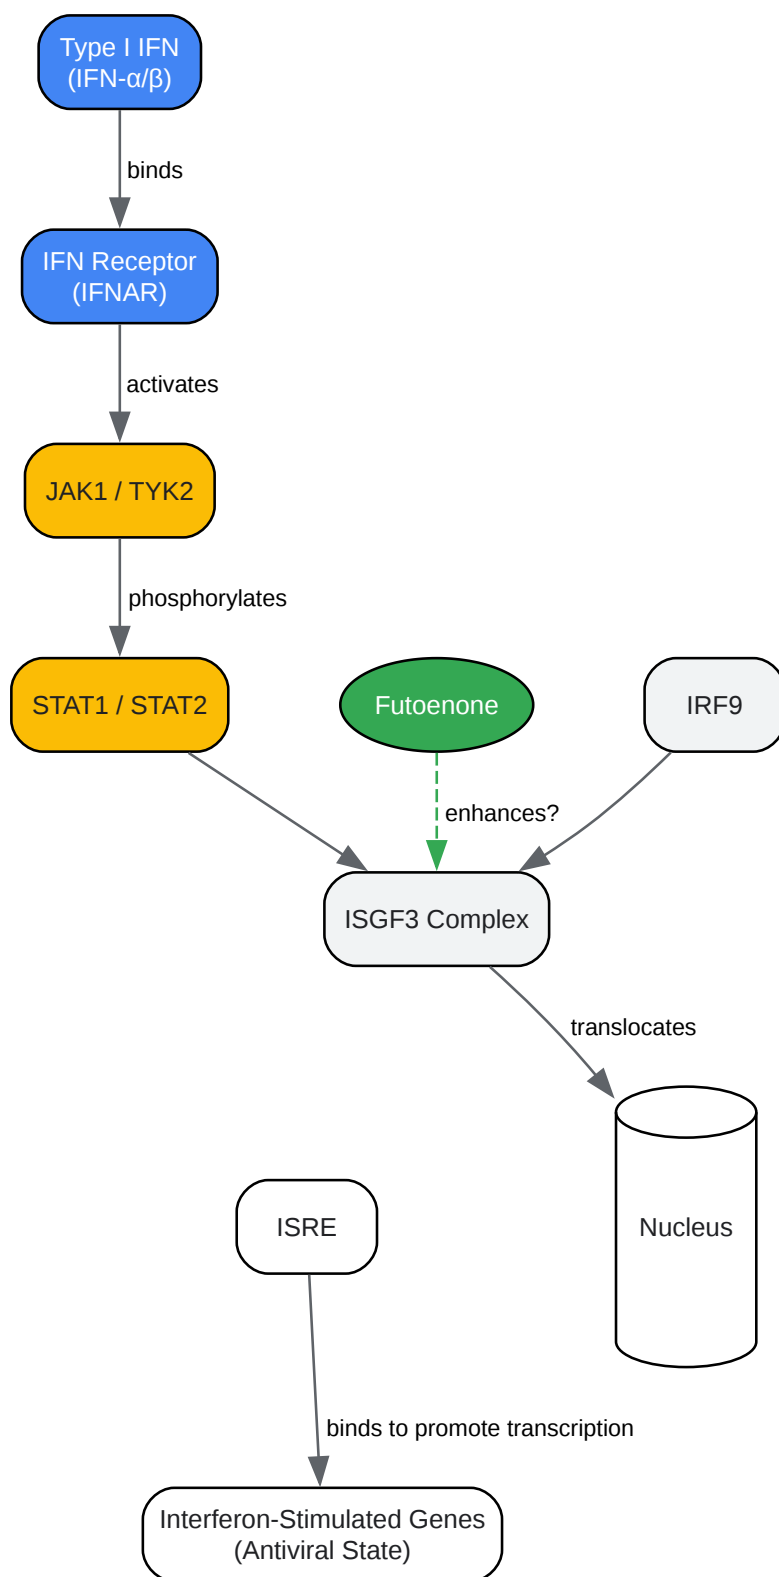 Type I IFN
(IFN-α/β)
binds
IFN Receptor
(IFNAR)
activates
JAK1 / TYK2
phosphorylates
STAT1 / STAT2
Futoenone
IRF9
enhances?
ISGF3 Complex
translocates
ISRE
Nucleus
binds to promote transcription
Interferon-Stimulated Genes
(Antiviral State)